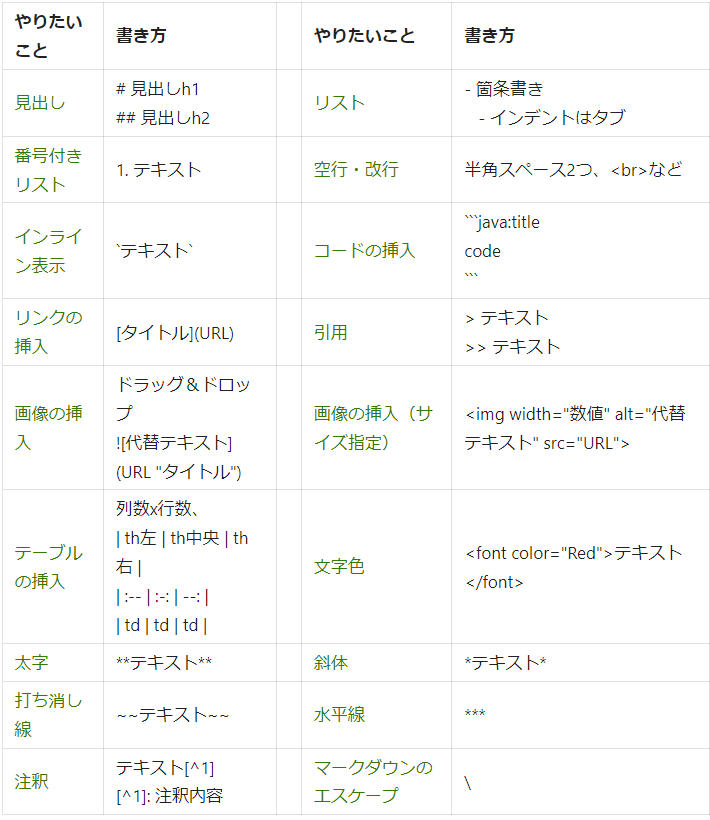 やりたい
こと
書き方
やりたいこと
書き方
見出し
# 見出しh1
## 見出しh2
リスト
- 箇条書き
- インデントはタブ
番号付き
リスト
1. テキスト
空行・改行
半角スペース2つ、<br>など
インライ
ン表示
`テキスト`
コードの挿入
```java:title
code
```
リンクの
挿入
[タイトル](URL)
引用
> テキスト
>> テキスト
画像の挿
入
ドラッグ＆ドロッ
プ
![代替テキスト]
(URL "タイトル")
画像の挿入（サ
イズ指定）
<img width="数値" alt="代替
テキスト" src="URL">
テーブル
の挿入
列数x行数、
| th左 | th中央 | th
右 |
| :-- | :-: | --: |
| td | td | td |
文字色
<font color="Red">テキスト
</font>
太字
**テキスト**
斜体
*テキスト*
打ち消し
線
~~テキスト~~
水平線
***
注釈
テキスト[^1]
[^1]: 注釈内容
マークダウンの
エスケープ
\